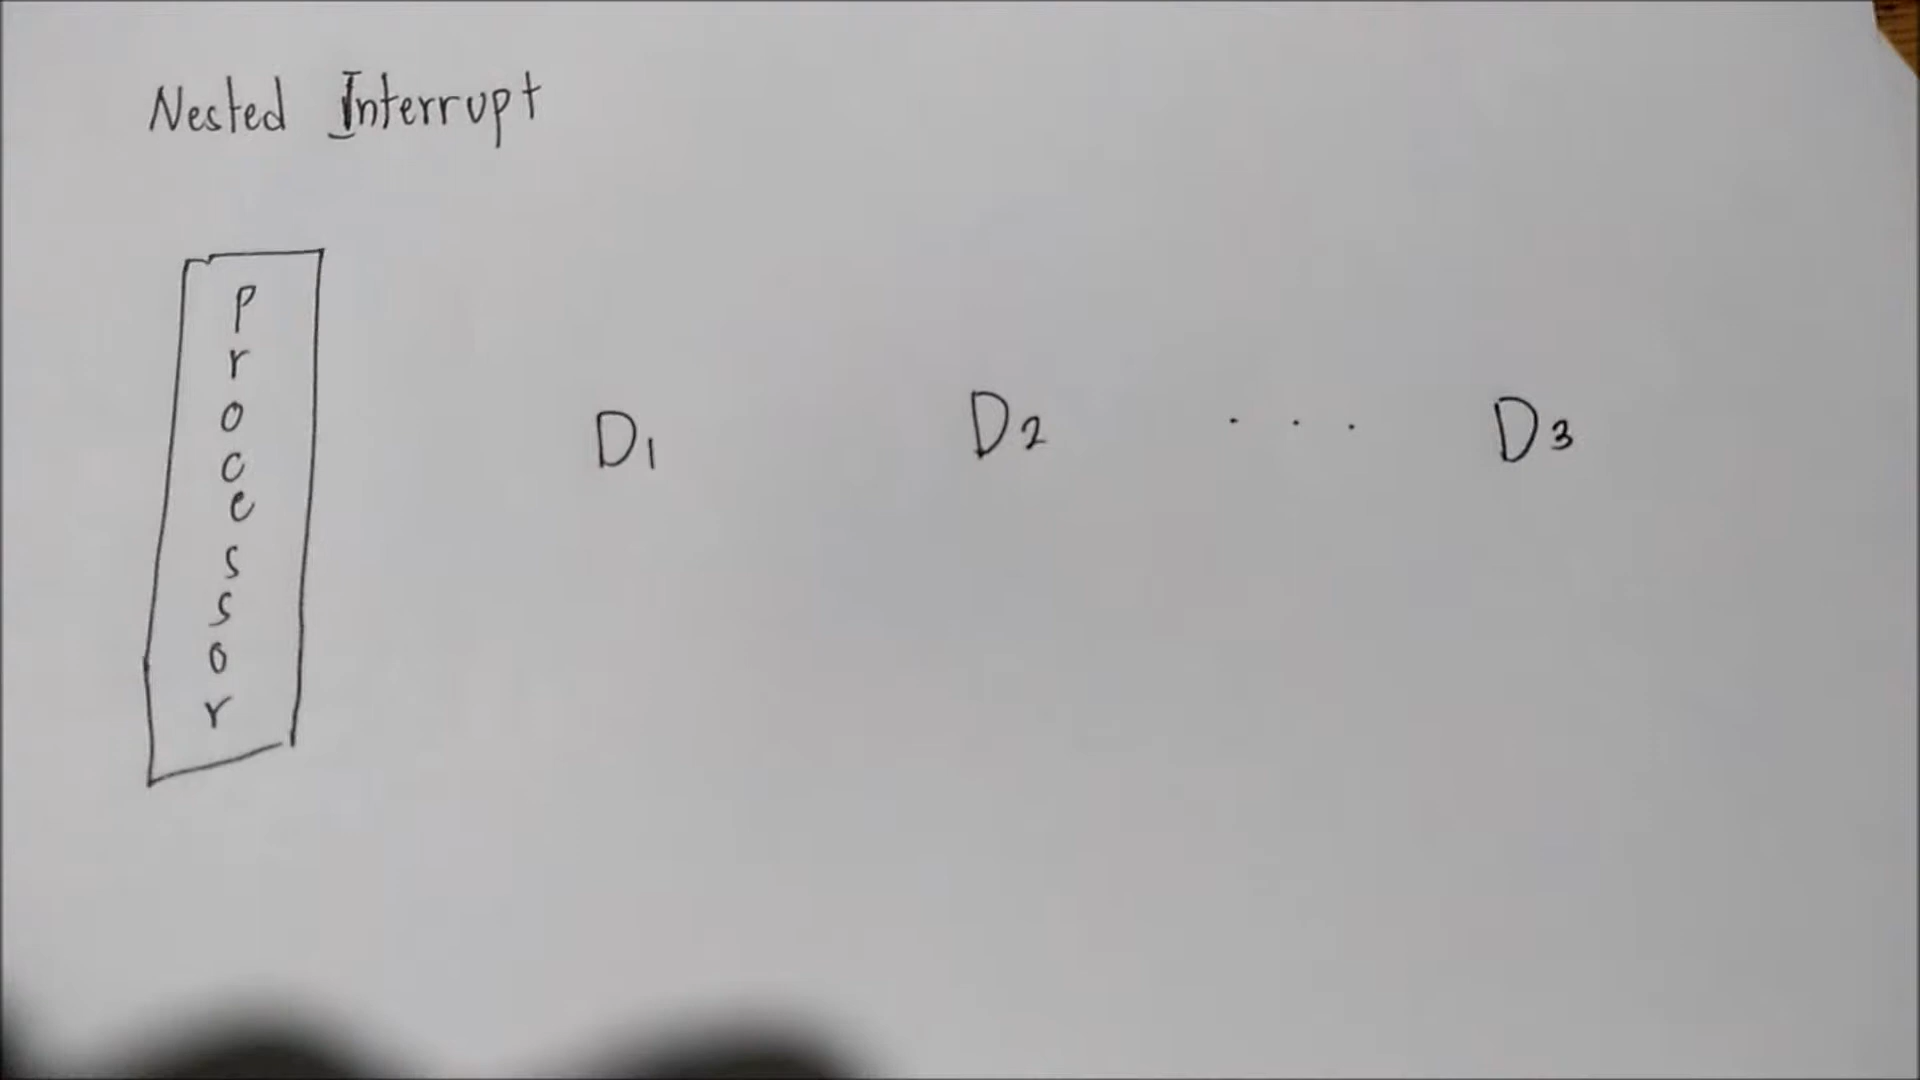 Nested Interrupt
Processor
D1 D2 . . . D3